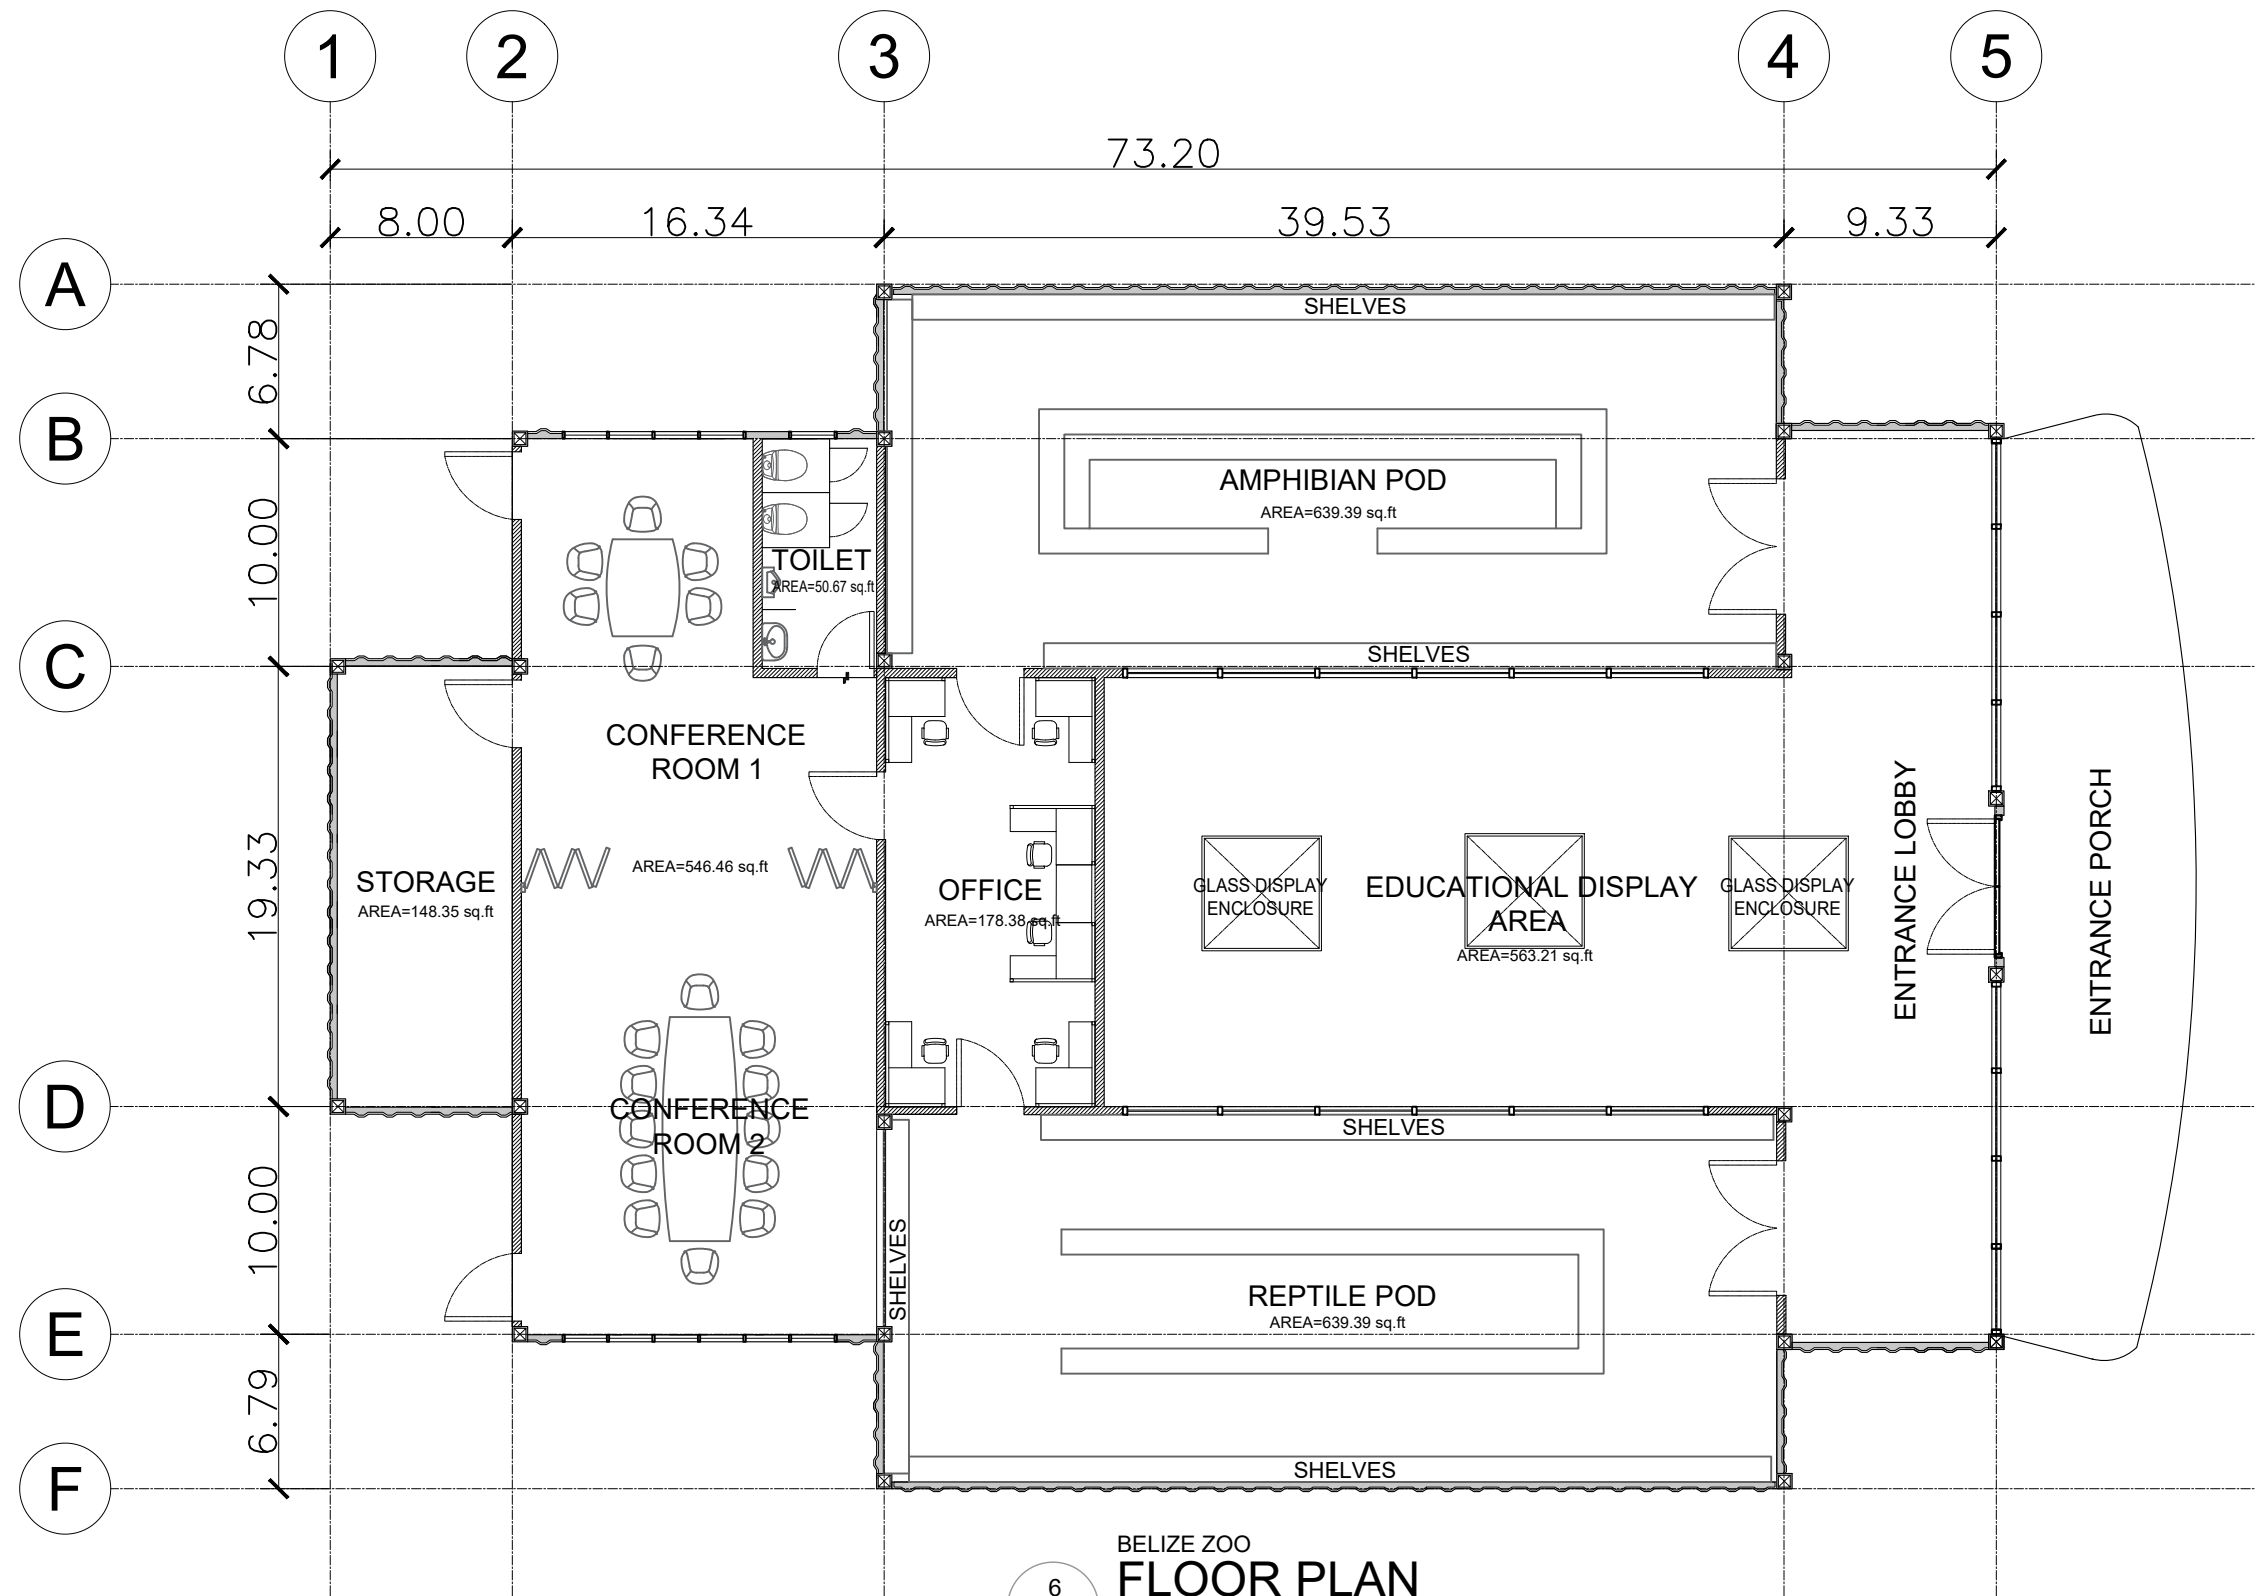 1 2 3 4 5
73.20
8.00 16.34 39.53 9.33
A
SHELVES
6.78
B
AMPHIBIAN POD
AREA=639.39 sq.ft
10.00
TOILET
AREA=50.67 sq.ft
SHELVES
C
CONFERENCE
ROOM 1
AREA=546.46 sq.ft
19.33
STORAGE
AREA=148.35 sq.ft
OFFICE
AREA=178.38 sq.ft
GLASS DISPLAY
ENCLOSURE
EDUCATIONAL DISPLAY
AREA
AREA=563.21 sq.ft
GLASS DISPLAY
ENCLOSURE
ENTRANCE LOBBY
ENTRANCE PORCH
D
CONFERENCE
ROOM 2
SHELVES
10.00
SHELVES
REPTILE POD
AREA=639.39 sq.ft
E
6.79
SHELVES
F
BELIZE ZOO
6
FLOOR PLAN